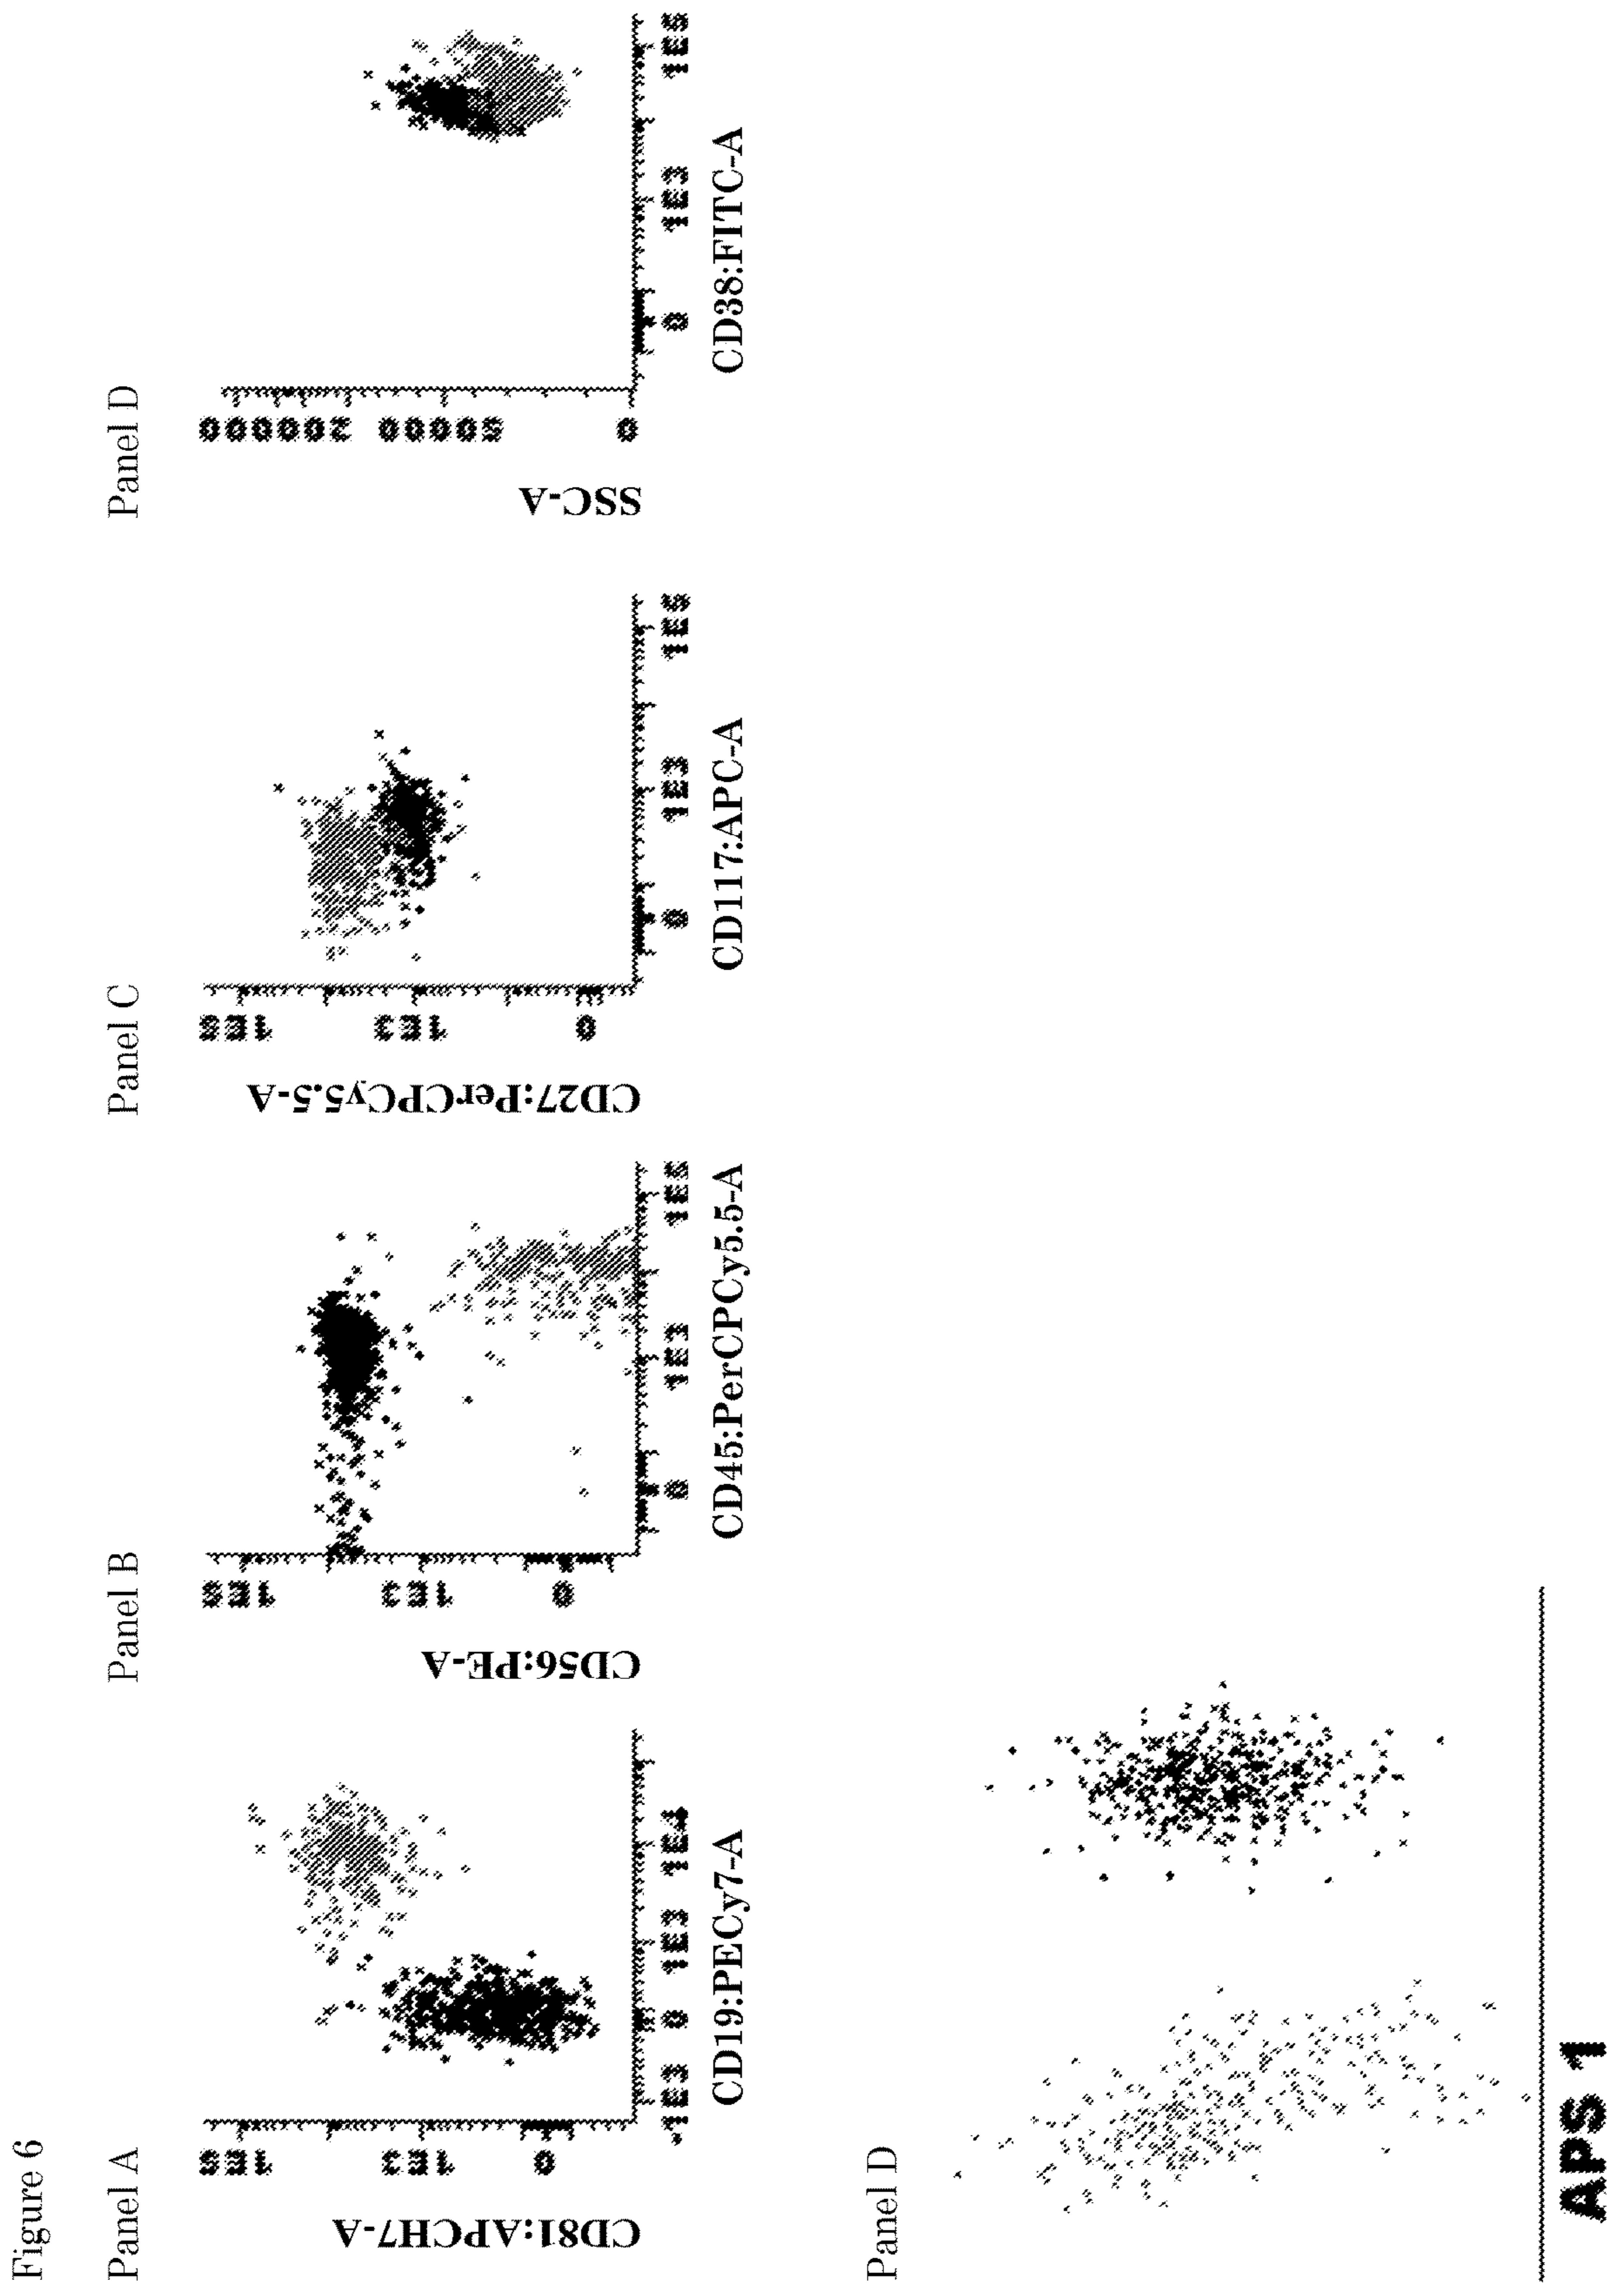 Figure 6
Panel A
CD81:APCH7-A
1E5
1E3
0
-1E3 0 1E3 1E4
CD19:PECy7-A
Panel B
CD56:PE-A
1E5
1E3
0
0 1E3 1E5
CD45:PerCPCy5.5-A
Panel C
CD27:PerCPCy5.5-A
1E5
1E3
0
0 1E3 1E5
CD117:APC-A
Panel D
SSC-A
200000
50000
0
0 1E3 1E5
CD38:FITC-A
Panel D
APS 1